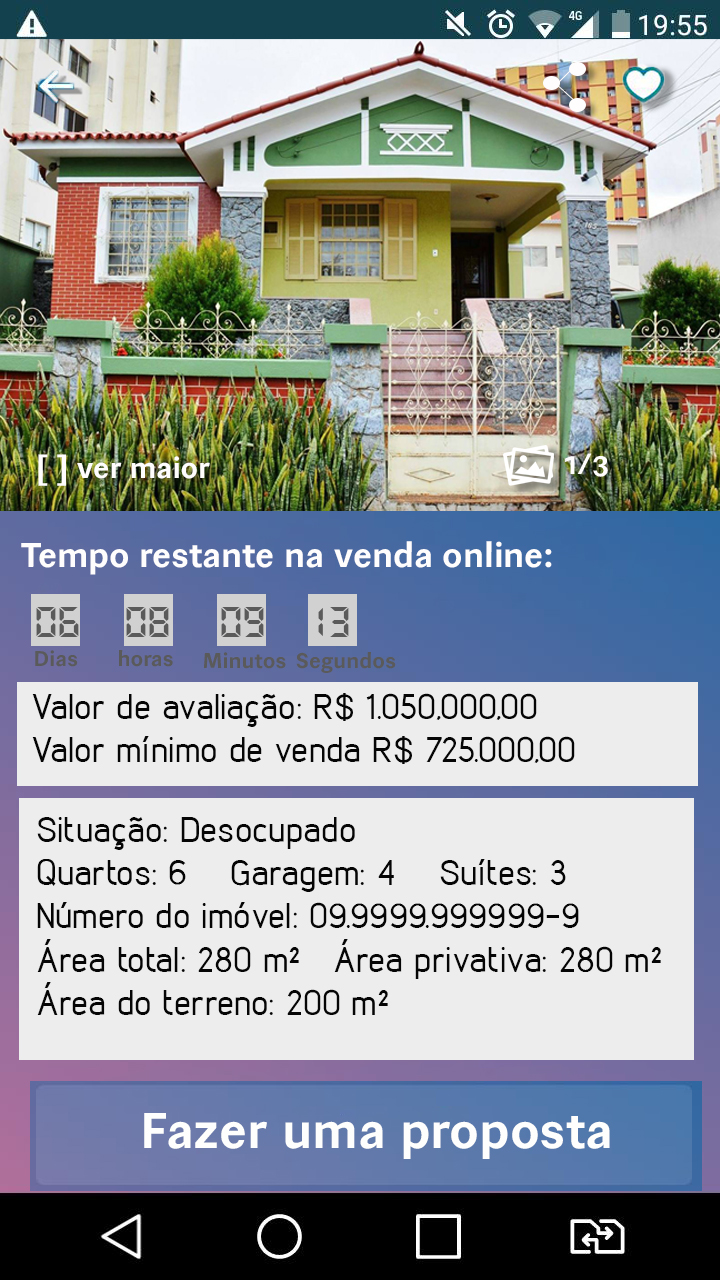 4G 19:55
[ ] ver maior 1/3
Tempo restante na venda online:
06 08 09 13
Dias horas Minutos Segundos
Valor de avaliação: R$ 1.050,000,00
Valor mínimo de venda R$ 725.000,00
Situação: Desocupado
Quartos: 6 Garagem: 4 Suítes: 3
Número do imóvel: 09.9999.999999-9
Área total: 280 m² Área privativa: 280 m²
Área do terreno: 200 m²
Fazer uma proposta